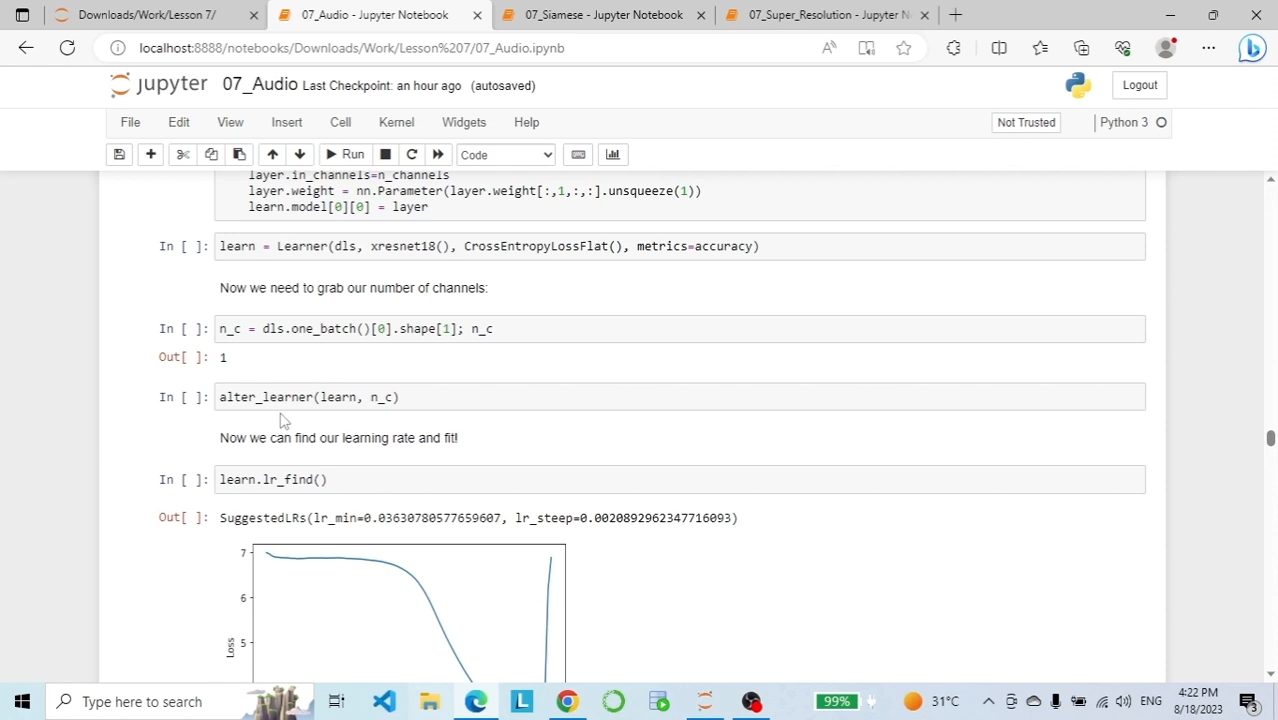 Downloads/Work/Lesson 7/
07_Audio - Jupyter Notebook
07_Siamese - Jupyter Notebook
07_Super_Resolution - Jupyter N
localhost:8888/notebooks/Downloads/Work/Lesson%207/07_Audio.ipynb
jupyter 07_Audio Last Checkpoint: an hour ago (autosaved)
Logout
File Edit View Insert Cell Kernel Widgets Help
Not Trusted
Python 3
Run
Code
layer.in_channels=n_channels
layer.weight = nn.Parameter(layer.weight[:,1,:,:].unsqueeze(1))
learn.model[0][0] = layer
In [ ]: learn = Learner(dls, xresnet18(), CrossEntropyLossFlat(), metrics=accuracy)
Now we need to grab our number of channels:
In [ ]: n_c = dls.one_batch()[0].shape[1]; n_c
Out[ ]: 1
In [ ]: alter_learner(learn, n_c)
Now we can find our learning rate and fit!
In [ ]: learn.lr_find()
Out[ ]: SuggestedLRs(lr_min=0.03630780577659607, lr_steep=0.0020892962347716093)
7
6
5
Loss
Type here to search
99%
31°C
ENG
4:22 PM
8/18/2023
3